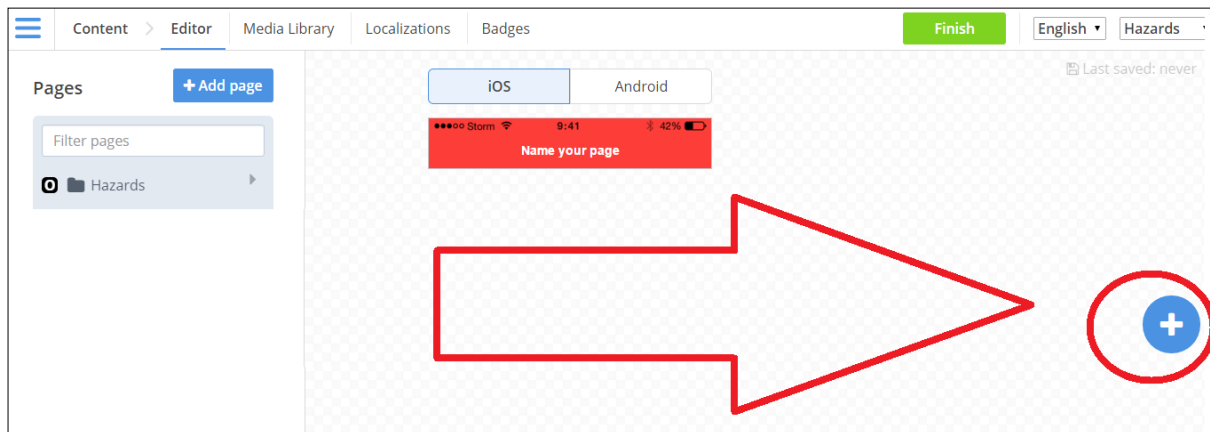 Content > Editor Media Library Localizations Badges Finish English Hazards
Pages + Add page
Last saved: never
iOS Android
Filter pages
●●●●○ Storm 9:41 42%
Name your page
O Hazards